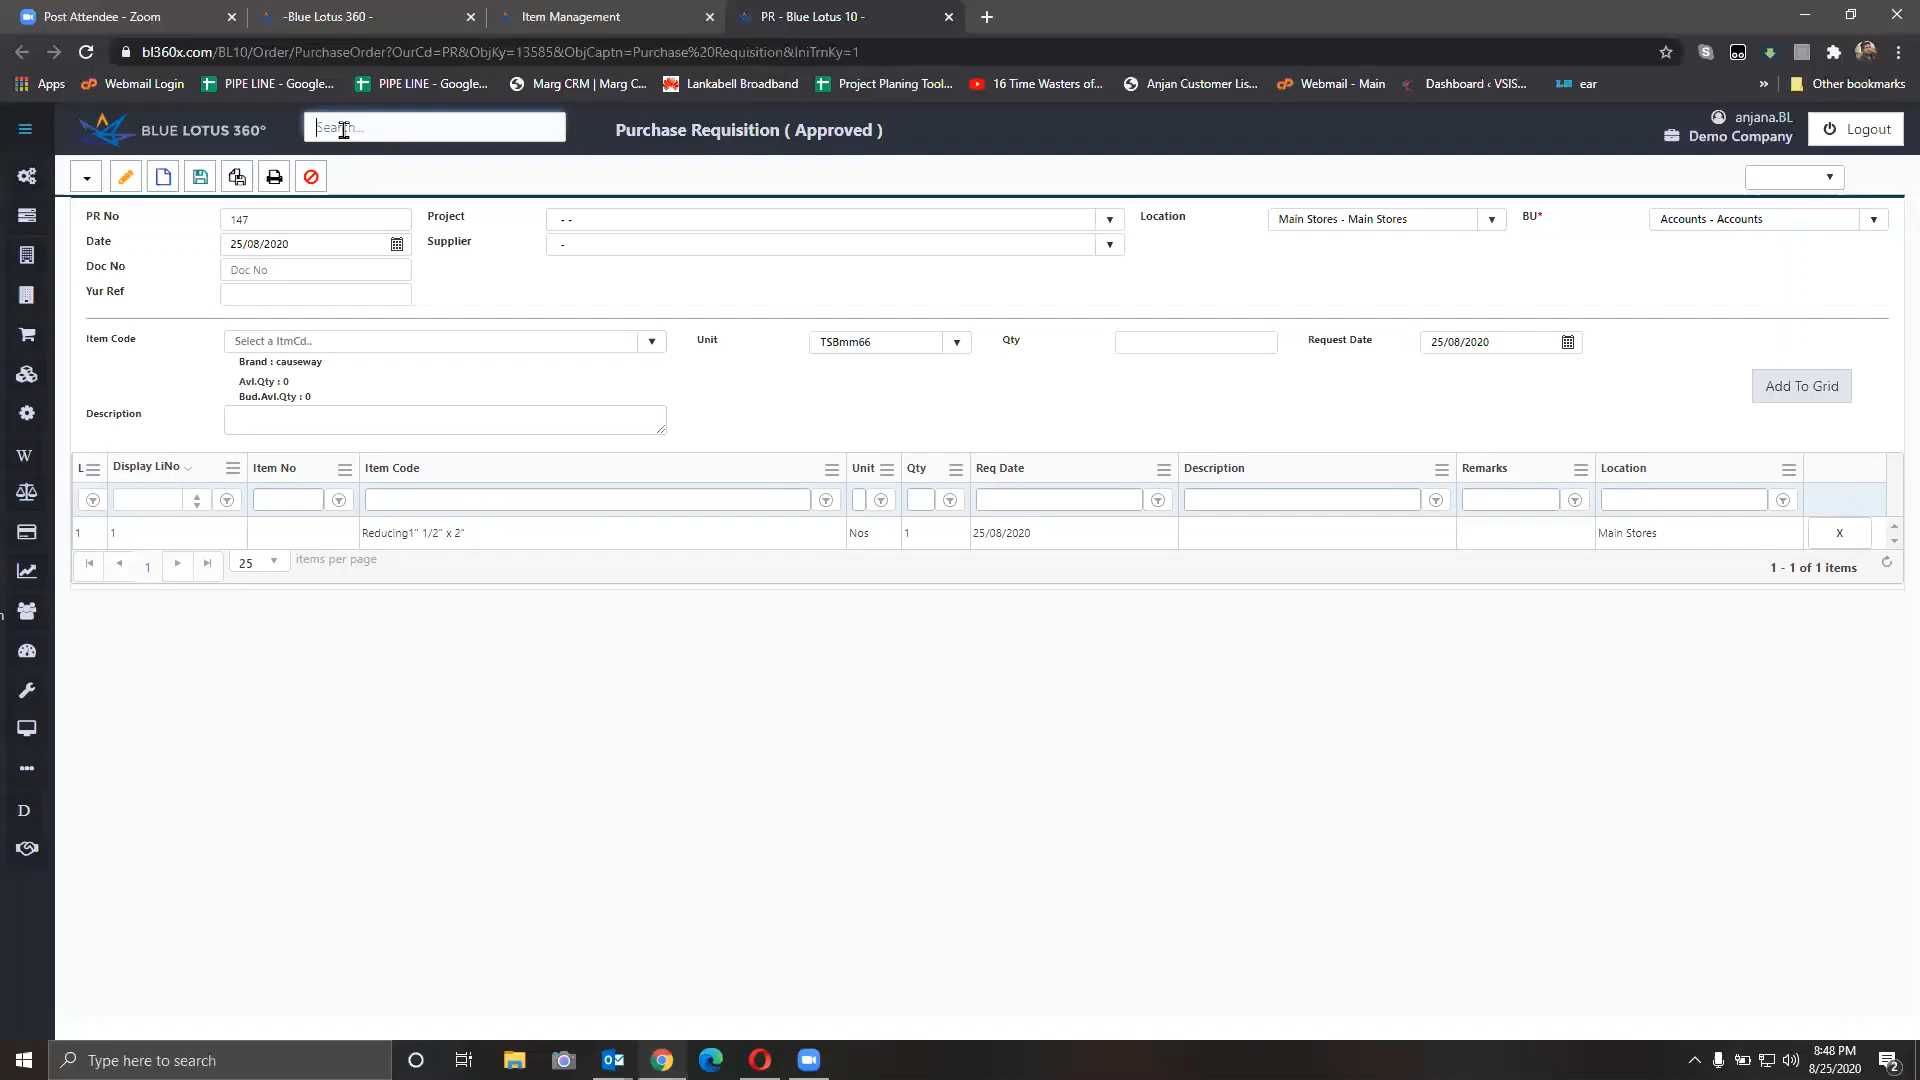 Post Attendee - Zoom
-Blue Lotus 360 -
Item Management
PR - Blue Lotus 10 -
bl360x.com/BL10/Order/PurchaseOrder?OurCd=PR&ObjKy=13585&ObjCaptn=Purchase%20Requisition&IniTrnKy=1
Apps
Webmail Login
PIPE LINE - Google...
PIPE LINE - Google...
Marg CRM | Marg C...
Lankabell Broadband
Project Planing Tool...
16 Time Wasters of...
Anjan Customer Lis...
Webmail - Main
Dashboard ‹ VSIS...
ear
»
Other bookmarks
BLUE LOTUS 360°
Search...
Purchase Requisition ( Approved )
anjana.BL
Demo Company
Logout
PR No
147
Project
- -
Location
Main Stores - Main Stores
BU*
Accounts - Accounts
Date
25/08/2020
Supplier
-
Doc No
Doc No
Yur Ref
Item Code
Select a ItmCd..
Unit
TSBmm66
Qty
Request Date
25/08/2020
Brand : causeway
Avl.Qty : 0
Bud.Avl.Qty : 0
Add To Grid
Description
L
Display LiNo
Item No
Item Code
Unit
Qty
Req Date
Description
Remarks
Location
1
1
Reducing1" 1/2" x 2"
Nos
1
25/08/2020
Main Stores
X
1
25
items per page
1 - 1 of 1 items
W
D
Type here to search
8:48 PM
8/25/2020
2